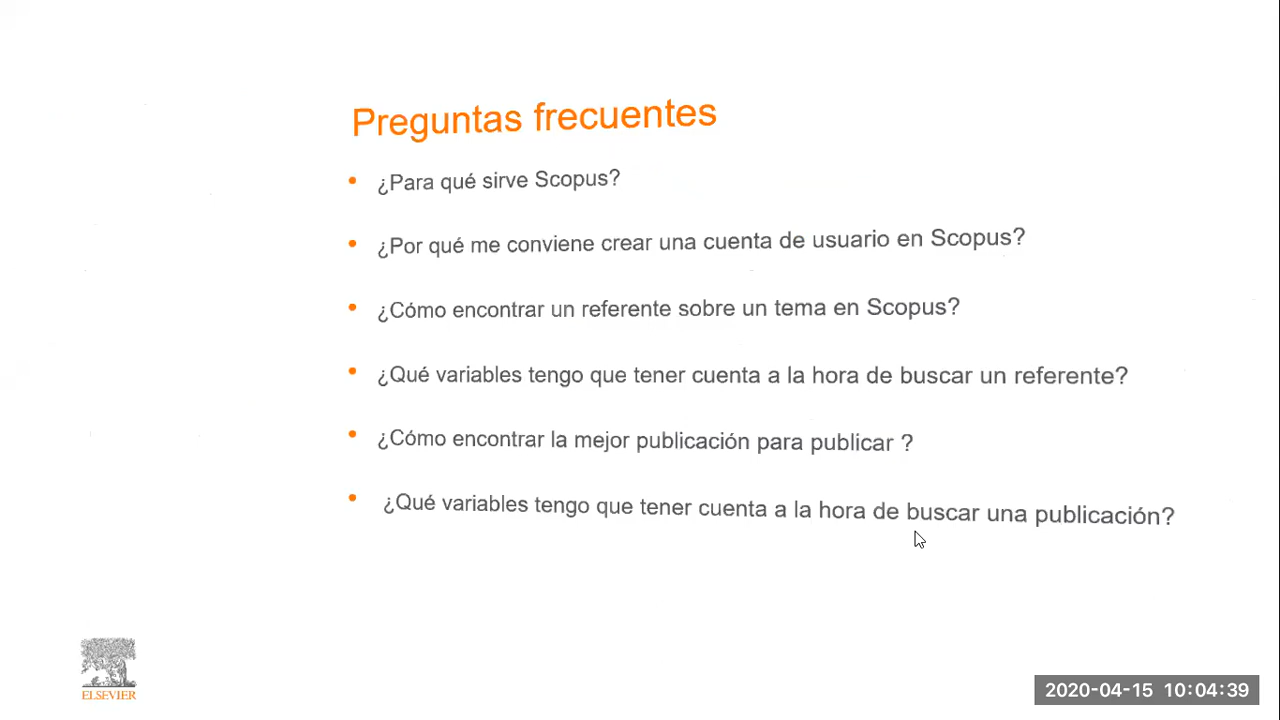 Preguntas frecuentes
• ¿Para qué sirve Scopus?
• ¿Por qué me conviene crear una cuenta de usuario en Scopus?
• ¿Cómo encontrar un referente sobre un tema en Scopus?
• ¿Qué variables tengo que tener cuenta a la hora de buscar un referente?
• ¿Cómo encontrar la mejor publicación para publicar ?
• ¿Qué variables tengo que tener cuenta a la hora de buscar una publicación?
ELSEVIER
2020-04-15 10:04:39